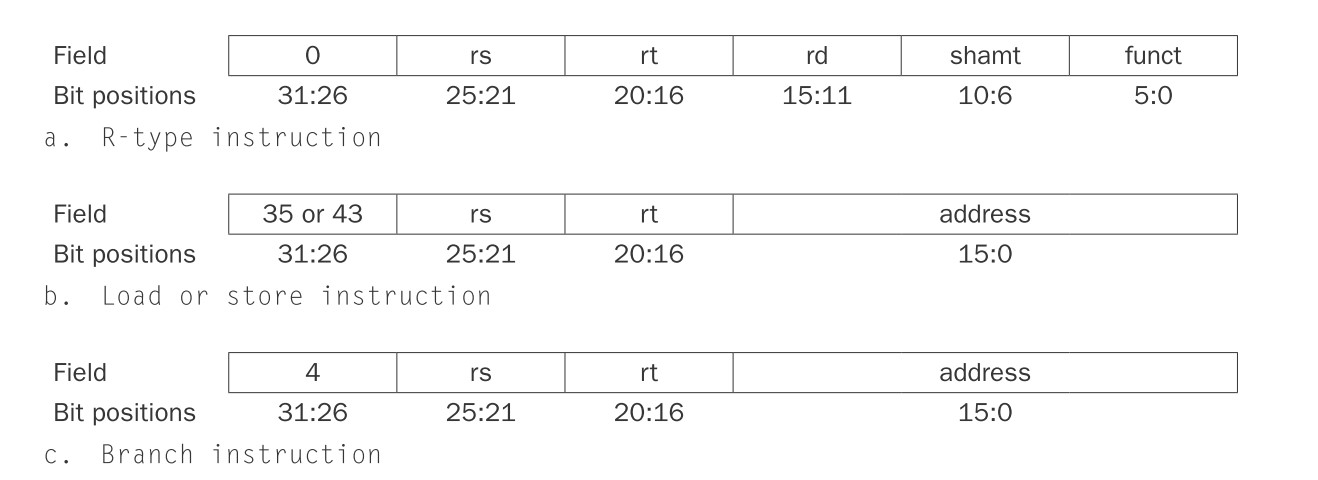 Field 0 rs rt rd shamt funct
Bit positions 31:26 25:21 20:16 15:11 10:6 5:0
a. R-type instruction
Field 35 or 43 rs rt address
Bit positions 31:26 25:21 20:16 15:0
b. Load or store instruction
Field 4 rs rt address
Bit positions 31:26 25:21 20:16 15:0
c. Branch instruction